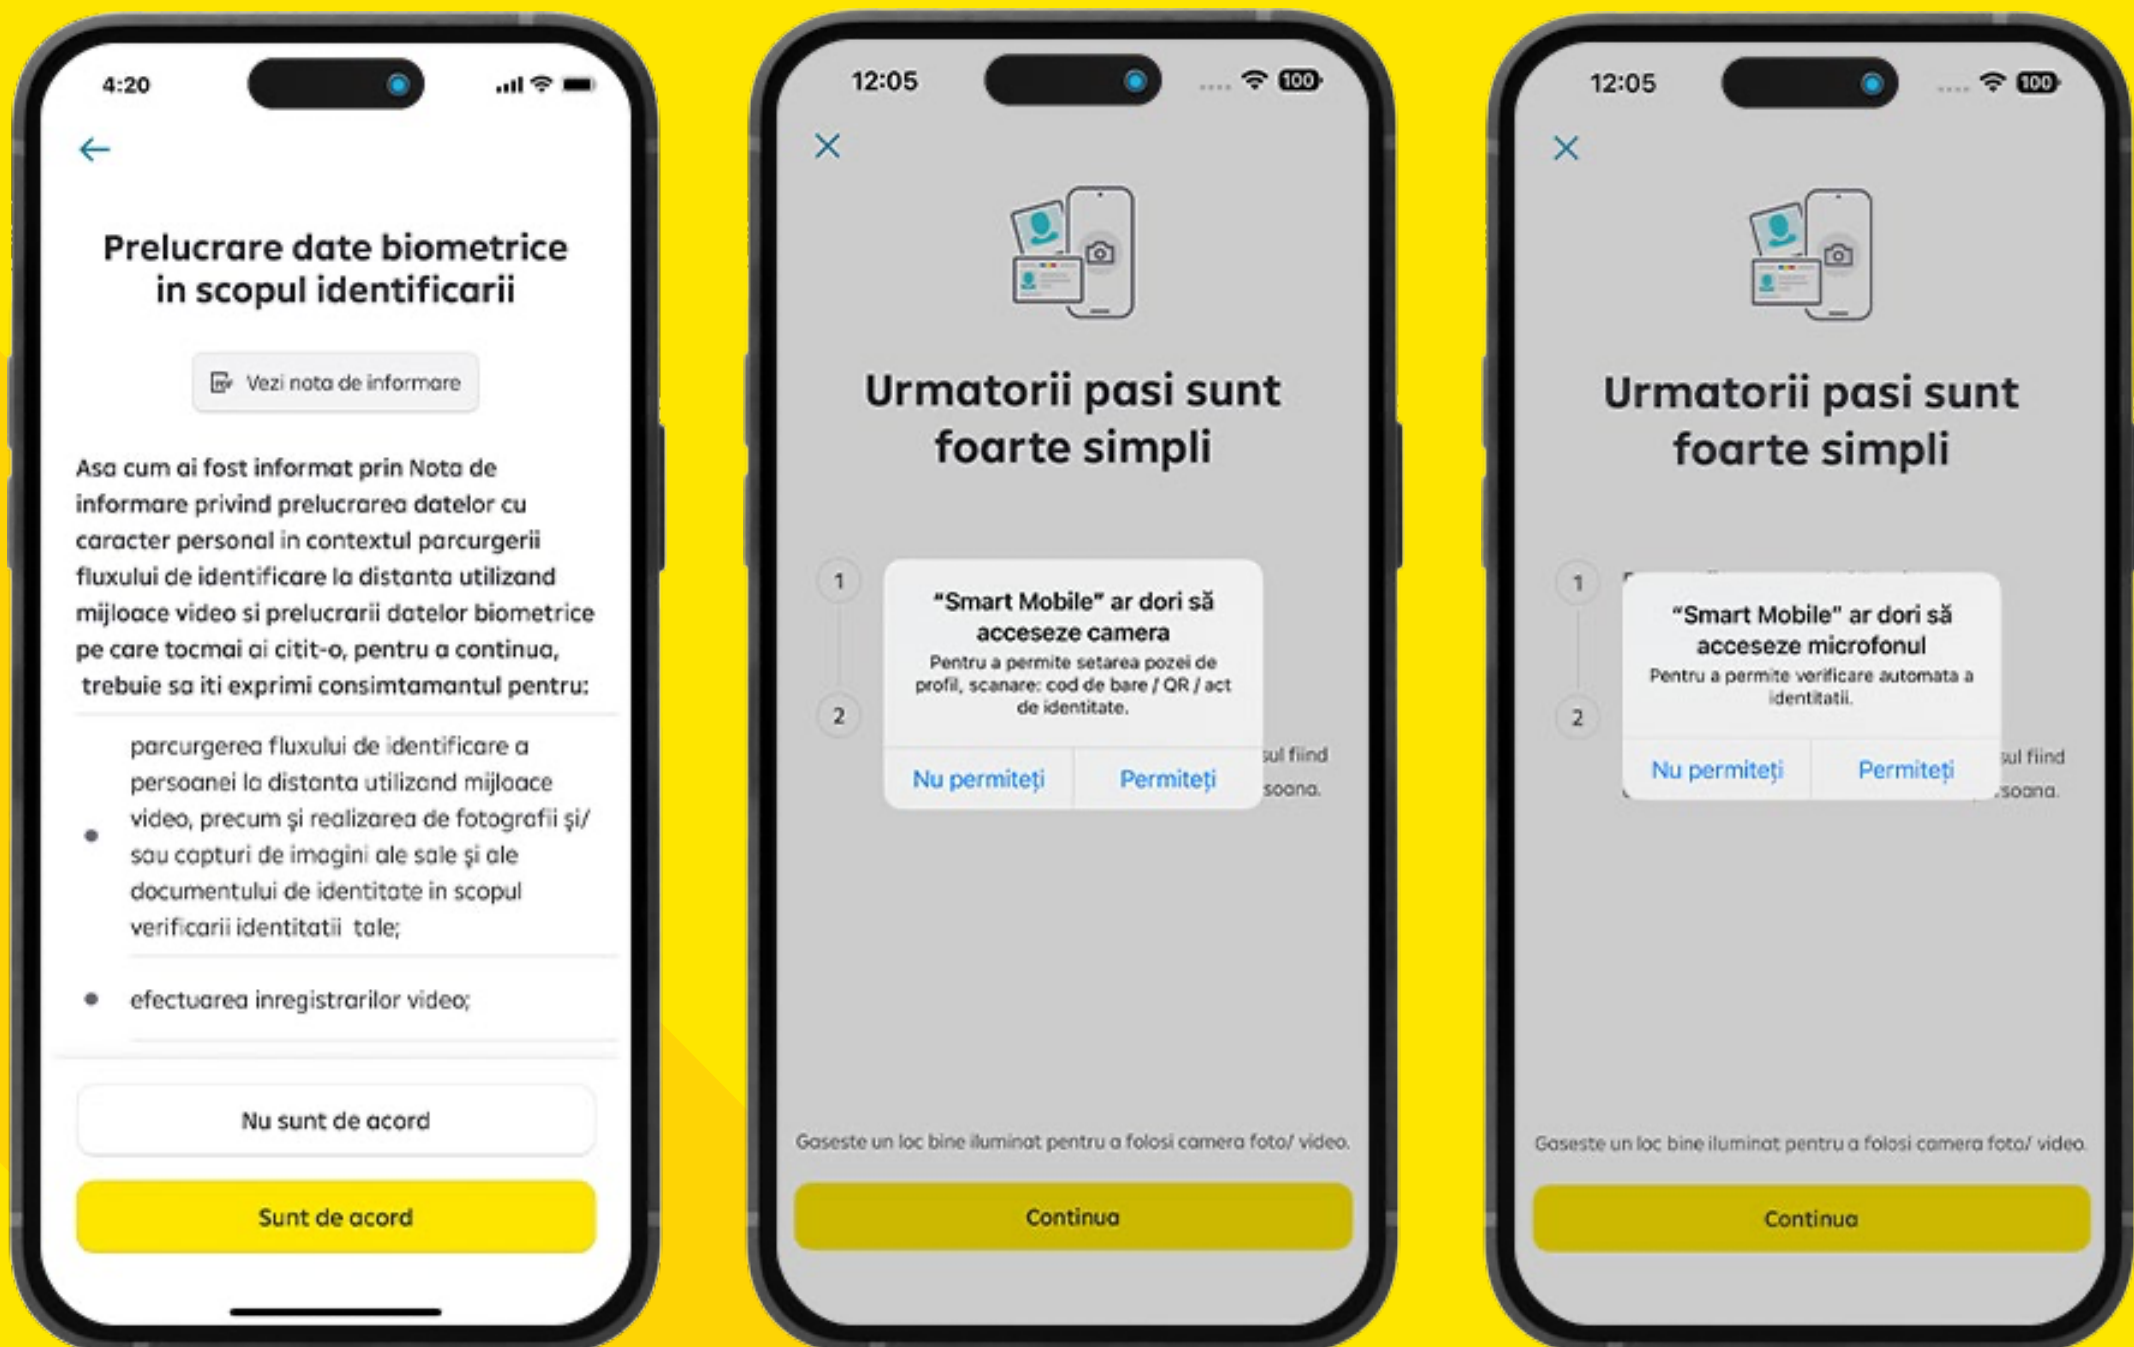 4:20
Prelucrare date biometrice
in scopul identificarii
PDF Vezi nota de informare
Asa cum ai fost informat prin Nota de
informare privind prelucrarea datelor cu
caracter personal in contextul parcurgerii
fluxului de identificare la distanta utilizand
mijloace video si prelucrarii datelor biometrice
pe care tocmai ai citit-o, pentru a continua,
trebuie sa iti exprimi consimtamantul pentru:
parcurgerea fluxului de identificare a
persoanei la distanta utilizand mijloace
video, precum și realizarea de fotografii și/
sau capturi de imagini ale sale și ale
documentului de identitate in scopul
verificarii identitatii tale;
efectuarea inregistrarilor video;
Nu sunt de acord
Sunt de acord
12:05
100
Urmatorii pasi sunt
foarte simpli
1
"Smart Mobile" ar dori să
acceseze camera
Pentru a permite setarea pozei de
profil, scanare: cod de bare / QR / act
de identitate.
2
Nu permiteți
Permiteți
sul fiind
soana.
Gaseste un loc bine iluminat pentru a folosi camera foto/ video.
Continua
12:05
100
Urmatorii pasi sunt
foarte simpli
1
"Smart Mobile" ar dori să
acceseze microfonul
Pentru a permite verificare automata a
identitatii.
2
Nu permiteți
Permiteți
sul fiind
soana.
Gaseste un loc bine iluminat pentru a folosi camera foto/ video.
Continua